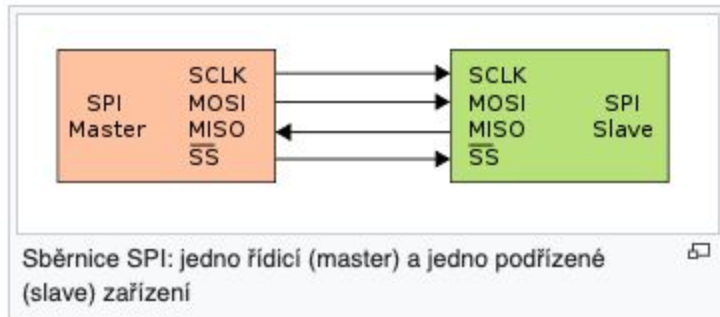 SPI Master
SCLK
MOSI
MISO
SS
SCLK
MOSI
MISO
SS
SPI Slave
Sběrnice SPI: jedno řídicí (master) a jedno podřízené
(slave) zařízení